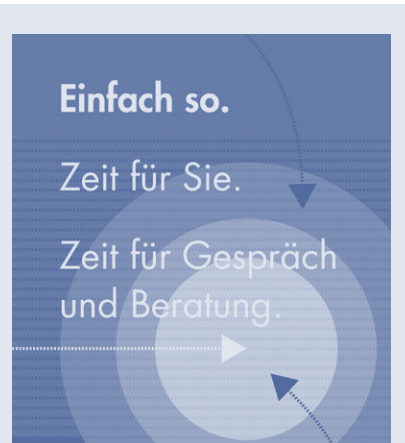 Einfach so.
Zeit für Sie.
Zeit für Gespräch
und Beratung.